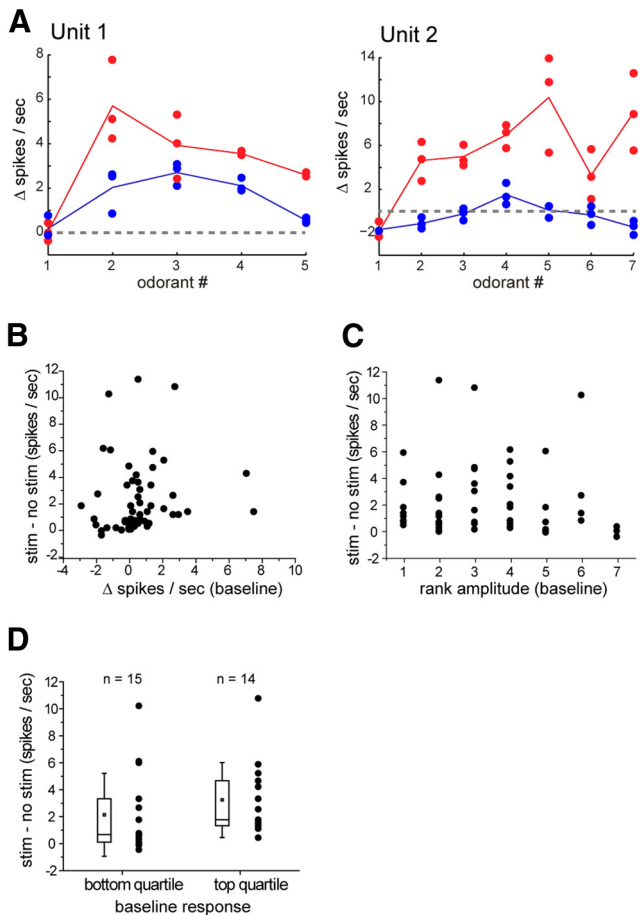 A
Unit 1
Unit 2
Δ spikes / sec
8
6
4
2
0
1 2 3 4 5
odorant #
Δ spikes / sec
14
10
6
2
−2
1 2 3 4 5 6 7
odorant #
B
stim - no stim (spikes / sec)
12
10
8
6
4
2
0
-2
-4 -2 0 2 4 6 8 10
Δ spikes / sec (baseline)
C
stim - no stim (spikes / sec)
12
10
8
6
4
2
0
-2
1 2 3 4 5 6 7
rank amplitude (baseline)
D
stim - no stim (spikes / sec)
12
10
8
6
4
2
0
-2
n = 15
n = 14
bottom quartile top quartile
baseline response